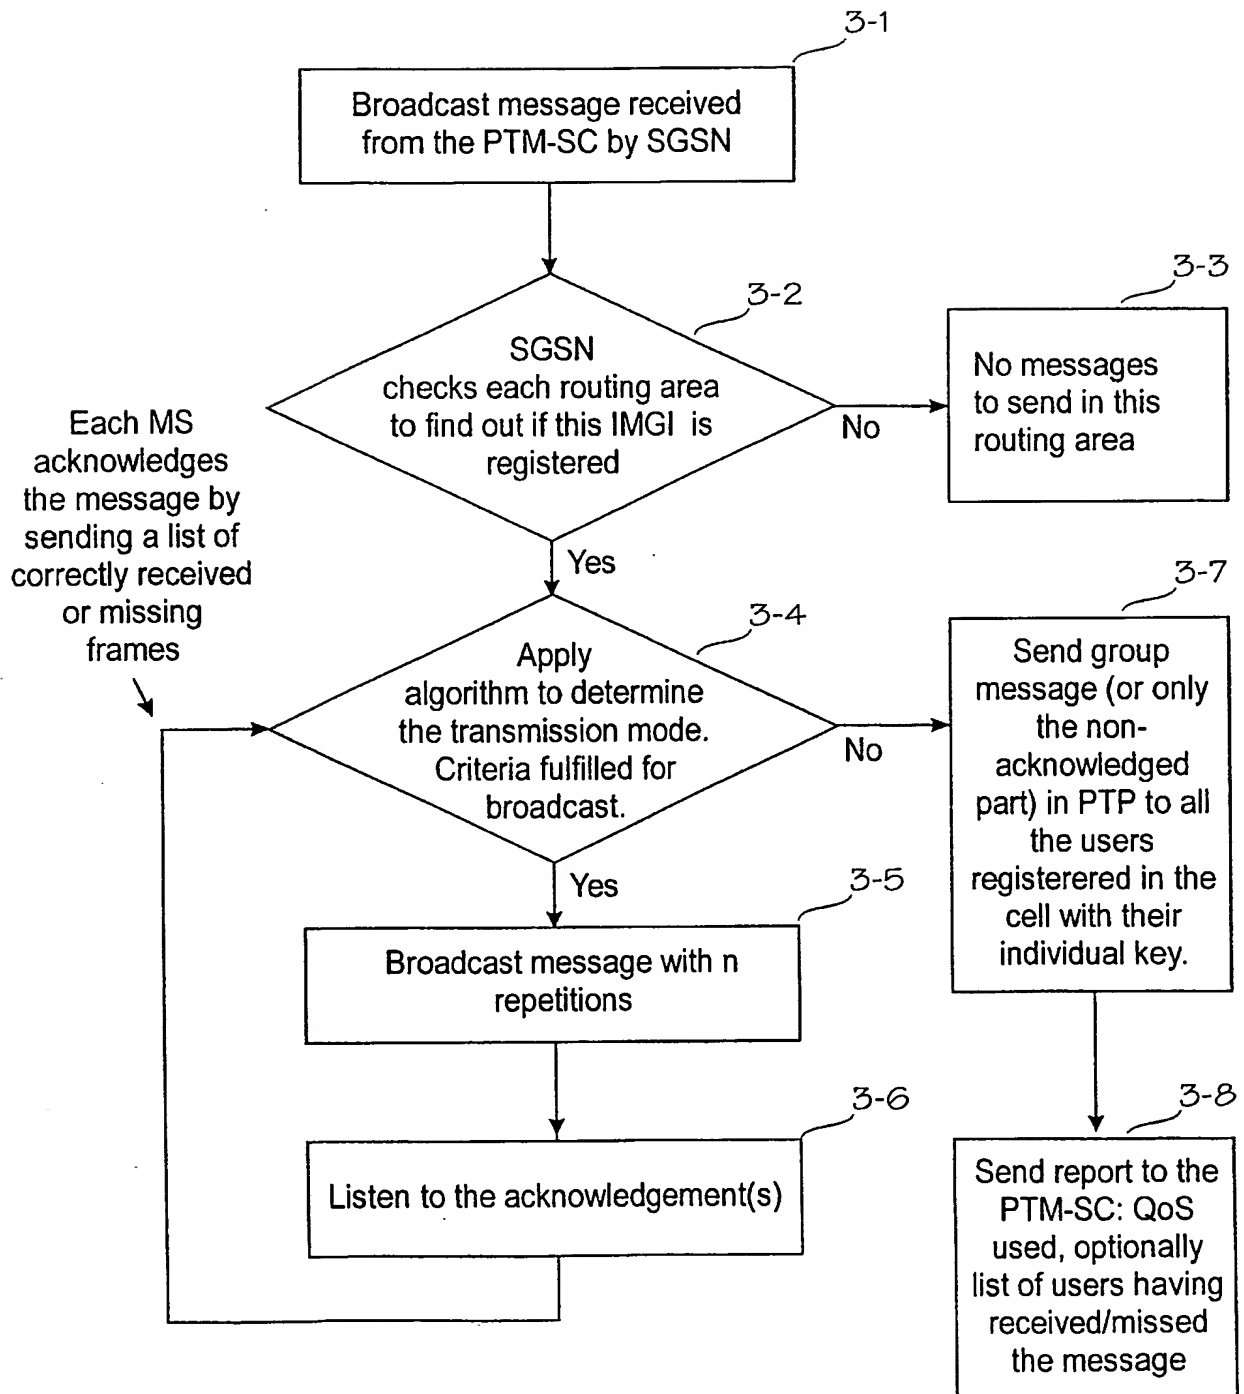 3-1
Broadcast message received
from the PTM-SC by SGSN
3-2
SGSN
checks each routing area
to find out if this IMGI is
registered
No
3-3
No messages
to send in this
routing area
Each MS
acknowledges
the message by
sending a list of
correctly received
or missing
frames
Yes
3-4
Apply
algorithm to determine
the transmission mode.
Criteria fulfilled for
broadcast.
No
3-7
Send group
message (or only
the non-
acknowledged
part) in PTP to all
the users
registerered in the
cell with their
individual key.
Yes
3-5
Broadcast message with n
repetitions
3-6
Listen to the acknowledgement(s)
3-8
Send report to the
PTM-SC: QoS
used, optionally
list of users having
received/missed
the message